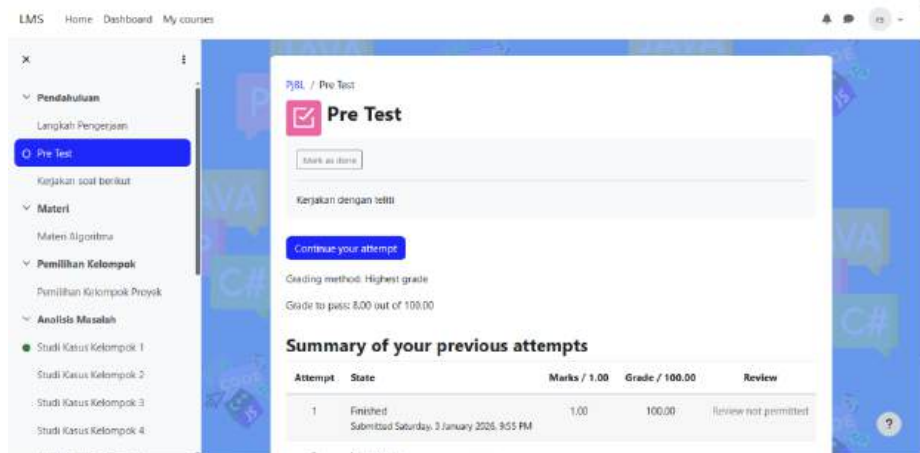 LMS Home Dashboard My courses rs
Pendahuluan
Langkah Pengerjaan
Pre Test
Kerjakan soal berikut
Materi
Materi Algoritma
Pemilihan Kelompok
Pemilihan Kelompok Proyek
Analisis Masalah
Studi Kasus Kelompok 1
Studi Kasus Kelompok 2
Studi Kasus Kelompok 3
Studi Kasus Kelompok 4
PjBL / Pre Test
Pre Test
Mark as done
Kerjakan dengan teliti
Continue your attempt
Grading method: Highest grade
Grade to pass: 8.00 out of 100.00
Summary of your previous attempts
Attempt State Marks / 1.00 Grade / 100.00 Review
1 Finished 1.00 100.00 Review not permitted
Submitted Saturday, 3 January 2026, 9:55 PM
?